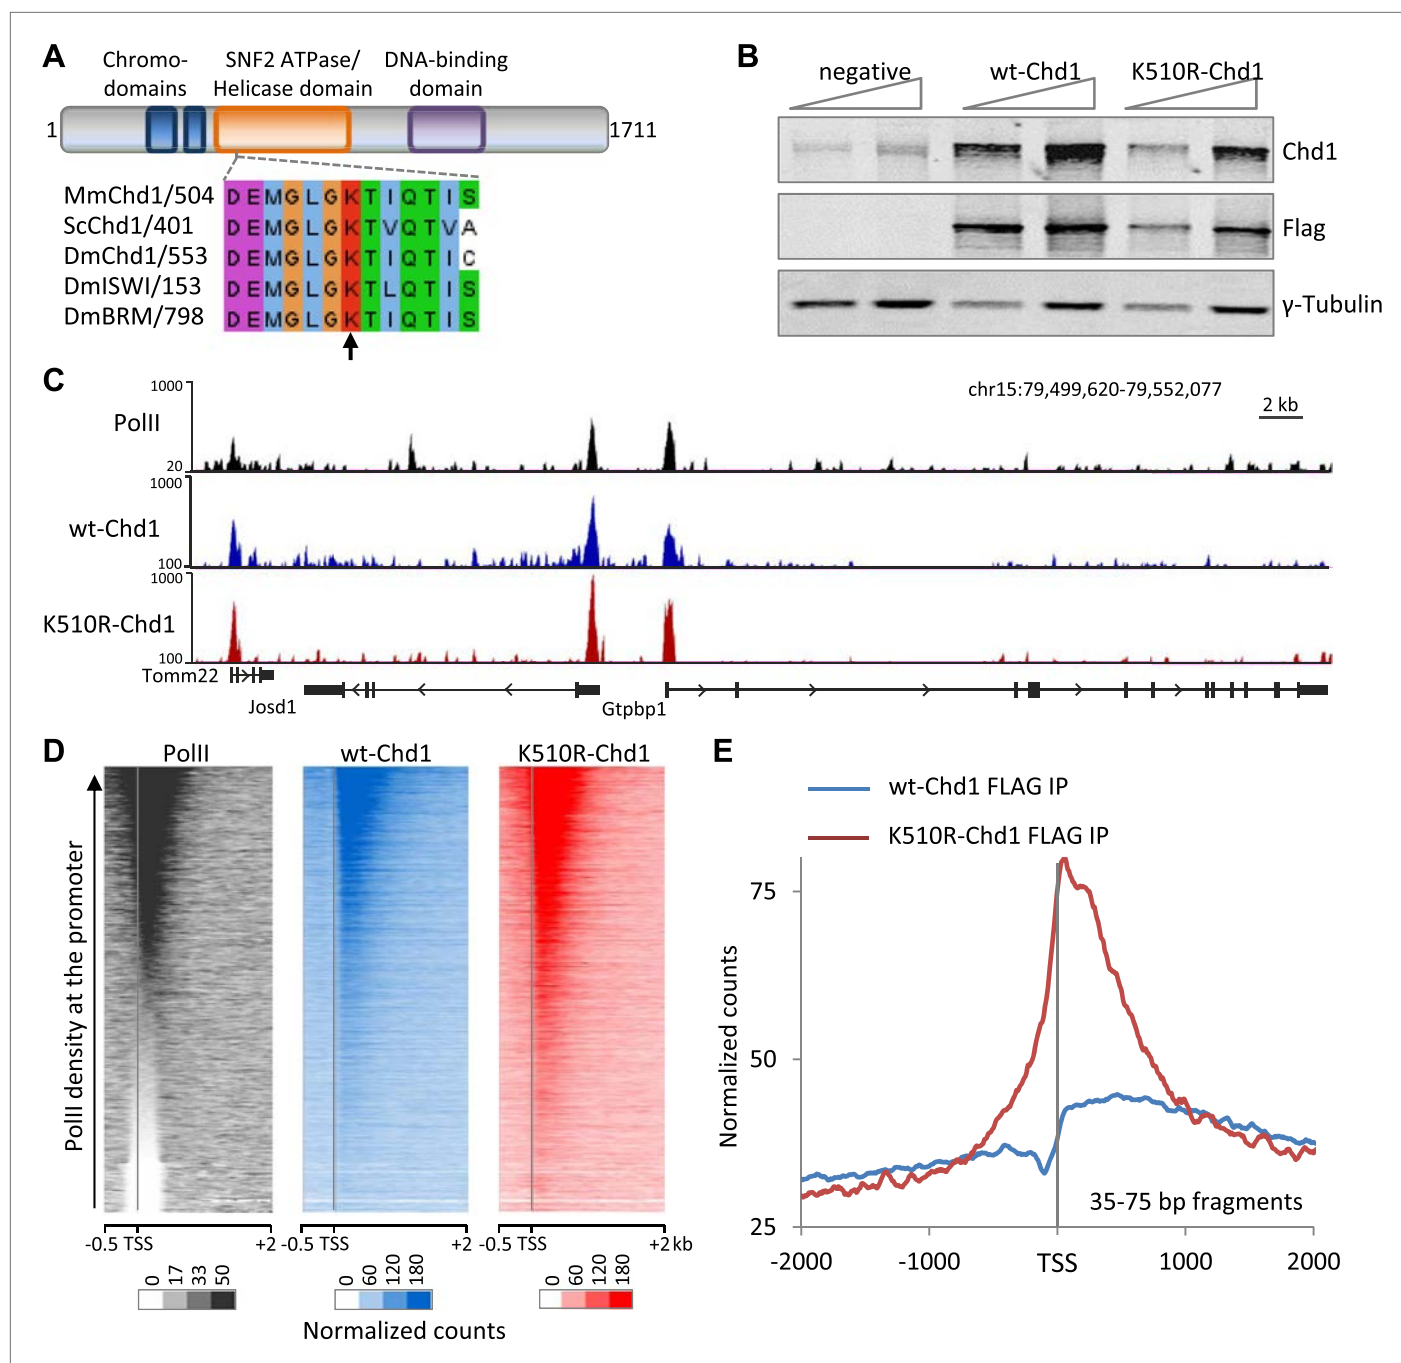 A
Chromo-
domains
SNF2 ATPase/
Helicase domain
DNA-binding
domain
1
1711
MmChd1/504 D E M G L G K T I Q T I S
ScChd1/401 D E M G L G K T V Q T V A
DmChd1/553 D E M G L G K T I Q T I C
DmISWI/153 D E M G L G K T L Q T I S
DmBRM/798 D E M G L G K T I Q T I S
B
negative
wt-Chd1
K510R-Chd1
Chd1
Flag
γ-Tubulin
C
chr15:79,499,620-79,552,077
2 kb
1000
PolII
20
1000
wt-Chd1
100
1000
K510R-Chd1
100
Tomm22
Josd1
Gtpbp1
D
PolII
wt-Chd1
K510R-Chd1
PolII density at the promoter
-0.5 TSS +2
-0.5 TSS +2
-0.5 TSS +2 kb
0 17 33 50
0 60 120 180
0 60 120 180
Normalized counts
E
wt-Chd1 FLAG IP
K510R-Chd1 FLAG IP
Normalized counts
75
50
25
35-75 bp fragments
-2000 -1000 TSS 1000 2000